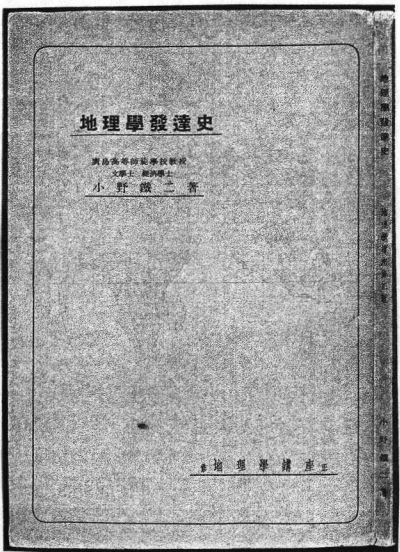 地理學發達史
廣島高等師範學校教授
文學士 經濟學士
小野鐵二著
地理學講座
地理學發達史
小野鐵二著